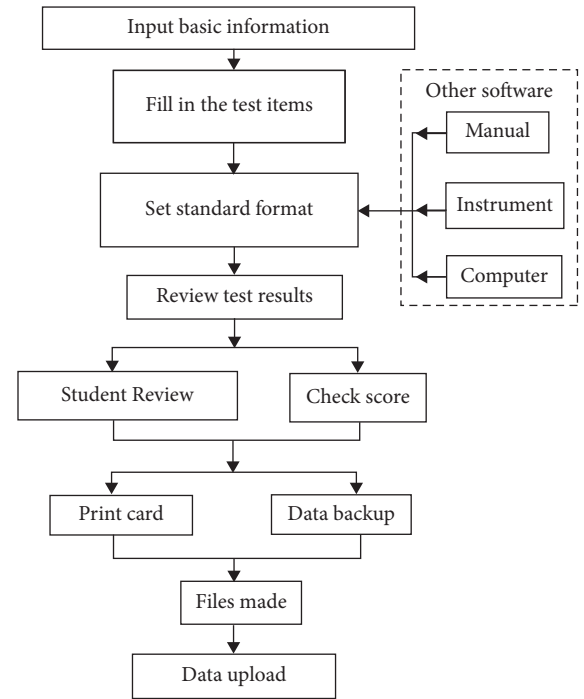 Input basic information
Fill in the test items
Other software
Manual
Set standard format
Instrument
Computer
Review test results
Student Review
Check score
Print card
Data backup
Files made
Data upload